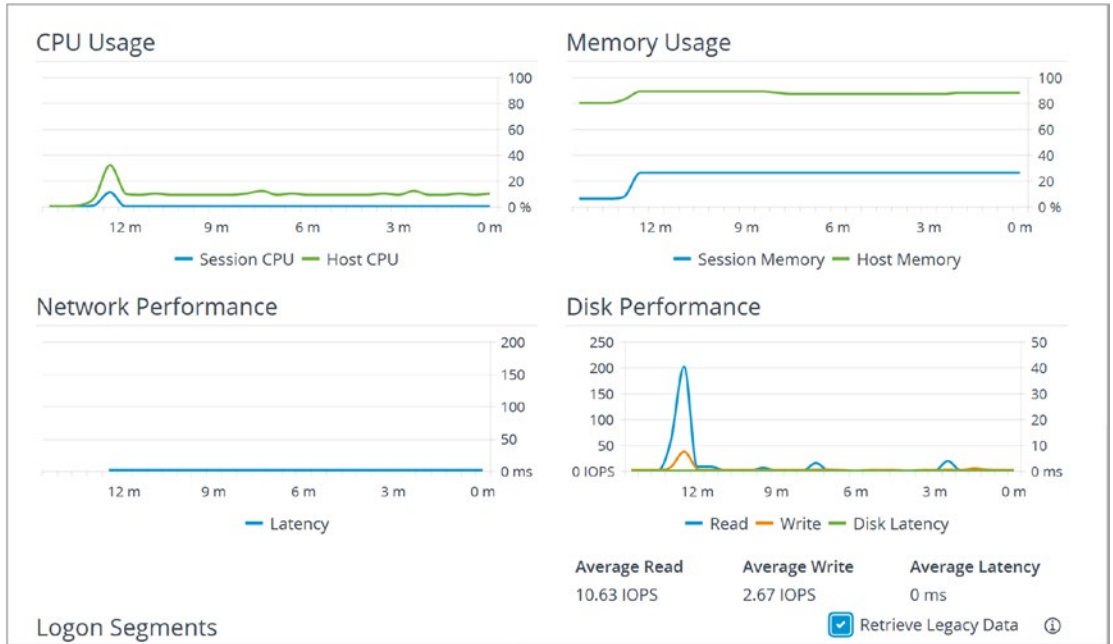 CPU Usage
100
80
60
40
20
0 %
12 m 9 m 6 m 3 m 0 m
Session CPU Host CPU
Memory Usage
100
80
60
40
20
0 %
12 m 9 m 6 m 3 m 0 m
Session Memory Host Memory
Network Performance
200
150
100
50
0 ms
12 m 9 m 6 m 3 m 0 m
Latency
Disk Performance
250 50
200 40
150 30
100 20
50 10
0 IOPS 0 ms
12 m 9 m 6 m 3 m 0 m
Read Write Disk Latency
Average Read Average Write Average Latency
10.63 IOPS 2.67 IOPS 0 ms
Logon Segments
Retrieve Legacy Data